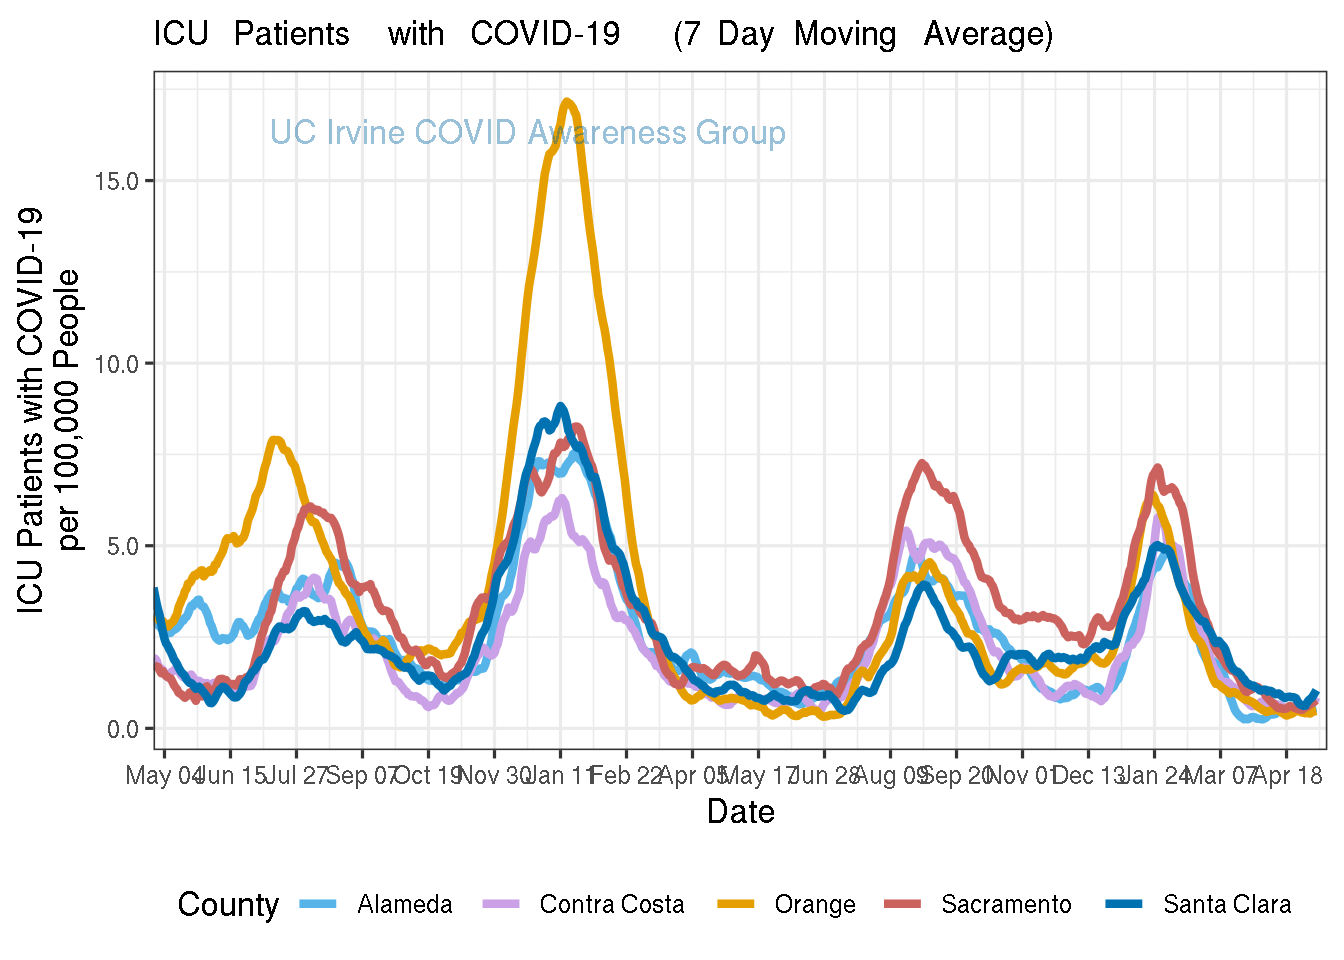 ICU Patients with COVID-19 (7 Day Moving Average)
UC Irvine COVID Awareness Group
ICU Patients with COVID-19
per 100,000 People
15.0
10.0
5.0
0.0
May 04 Jun 15 Jul 27 Sep 07 Oct 19 Nov 30 Jan 11 Feb 22 Apr 05 May 17 Jun 28 Aug 09 Sep 20 Nov 01 Dec 13 Jan 24 Mar 07 Apr 18
Date
County Alameda Contra Costa Orange Sacramento Santa Clara